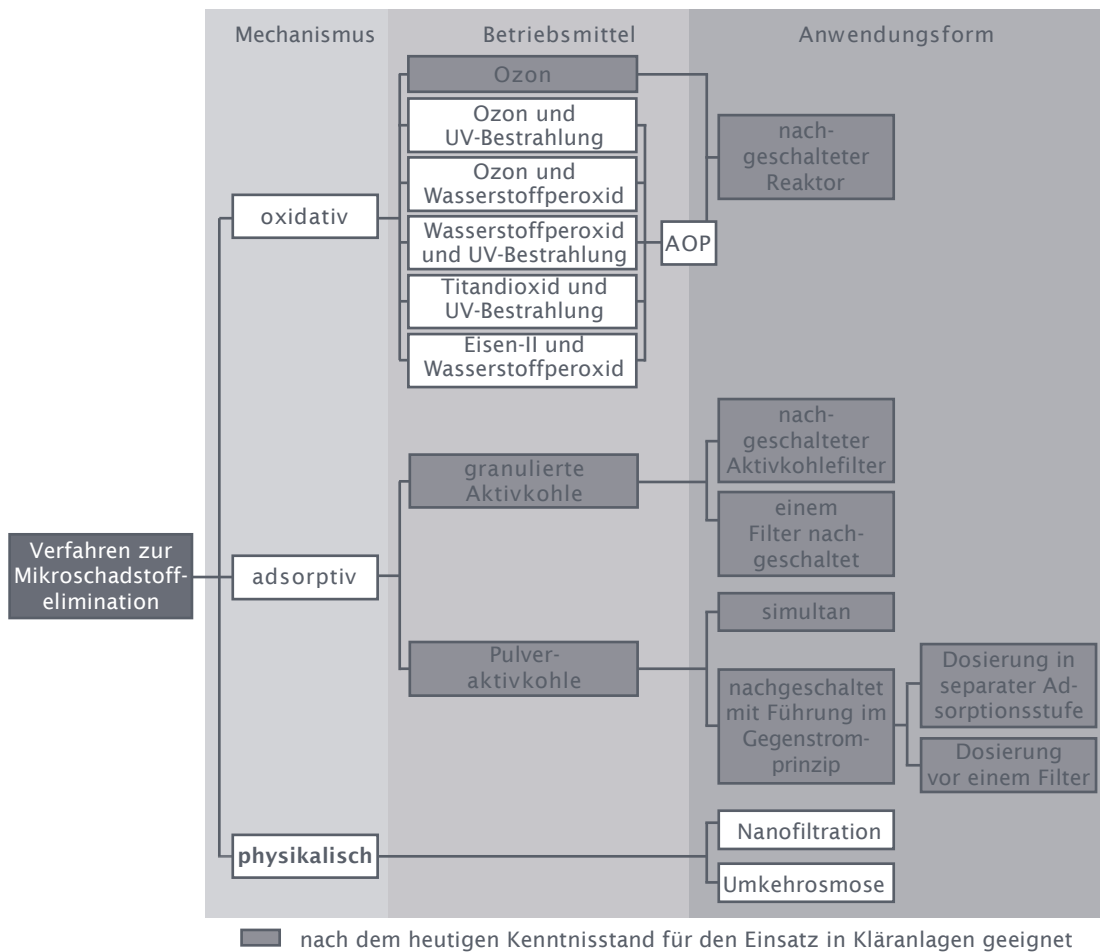 Mechanismus
Betriebsmittel
Anwendungsform
Ozon
Ozon und
UV-Bestrahlung
Ozon und
Wasserstoffperoxid
Wasserstoffperoxid
und UV-Bestrahlung
Titandioxid und
UV-Bestrahlung
Eisen-II und
Wasserstoffperoxid
oxidativ
AOP
nach-
geschalteter
Reaktor
granulierte
Aktivkohle
nach-
geschalteter
Aktivkohlefilter
einem
Filter nach-
geschaltet
Verfahren zur
Mikroschadstoff-
elimination
adsorptiv
Pulver-
aktivkohle
simultan
nachgeschaltet
mit Führung im
Gegenstrom-
prinzip
Dosierung in
separater Ad-
sorptionsstufe
Dosierung
vor einem Filter
physikalisch
Nanofiltration
Umkehrosmose
nach dem heutigen Kenntnisstand für den Einsatz in Kläranlagen geeignet